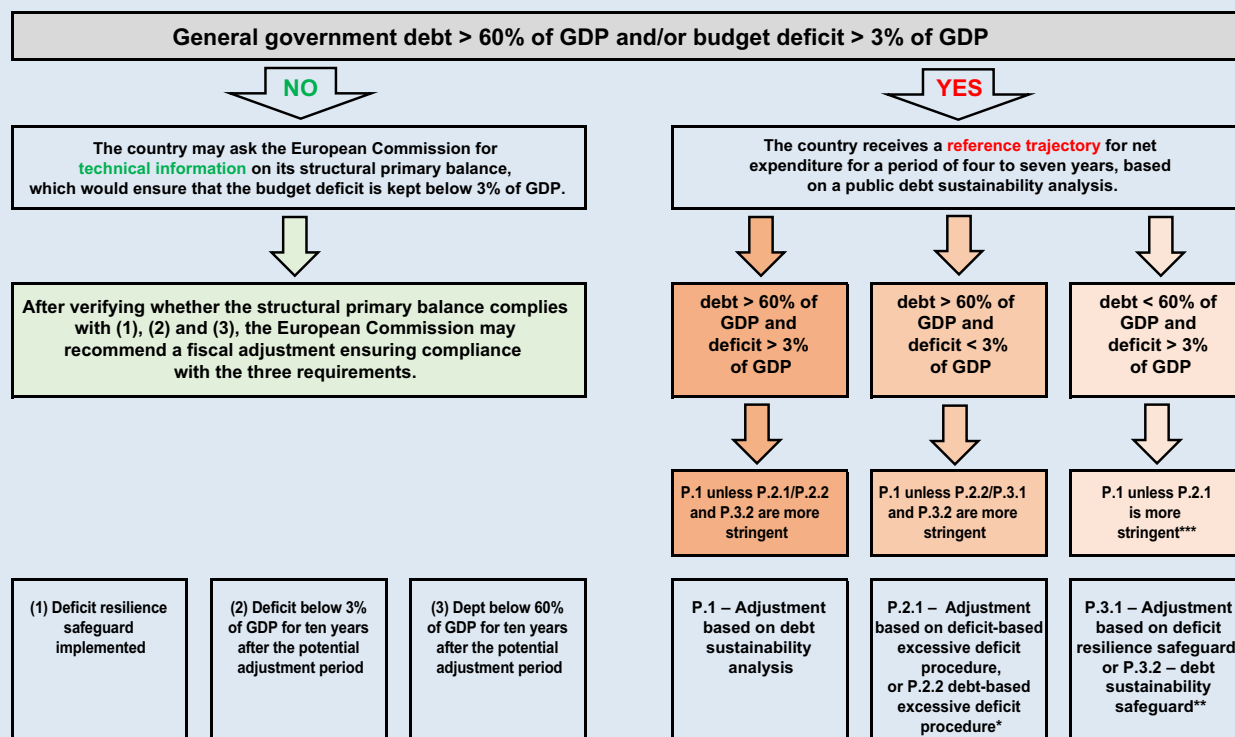 General government debt > 60% of GDP and/or budget deficit > 3% of GDP
NO
YES
The country may ask the European Commission for
technical information on its structural primary balance,
which would ensure that the budget deficit is kept below 3% of GDP.
The country receives a reference trajectory for net
expenditure for a period of four to seven years, based
on a public debt sustainability analysis.
After verifying whether the structural primary balance complies
with (1), (2) and (3), the European Commission may
recommend a fiscal adjustment ensuring compliance
with the three requirements.
debt > 60% of
GDP and
deficit > 3%
of GDP
debt > 60% of
GDP and
deficit < 3%
of GDP
debt < 60% of
GDP and
deficit > 3%
of GDP
P.1 unless P.2.1/P.2.2
and P.3.2 are more
stringent
P.1 unless P.2.2/P.3.1
and P.3.2 are more
stringent
P.1 unless P.2.1
is more
stringent***
(1) Deficit resilience
safeguard
implemented
(2) Deficit below 3%
of GDP for ten years
after the potential
adjustment period
(3) Dept below 60%
of GDP for ten years
after the potential
adjustment period
P.1 – Adjustment
based on debt
sustainability
analysis
P.2.1 – Adjustment
based on deficit-based
excessive deficit
procedure,
or P.2.2 debt-based
excessive deficit
procedure*
P.3.1 – Adjustment
based on deficit
resilience safeguard
or P.3.2 – debt
sustainability
safeguard**